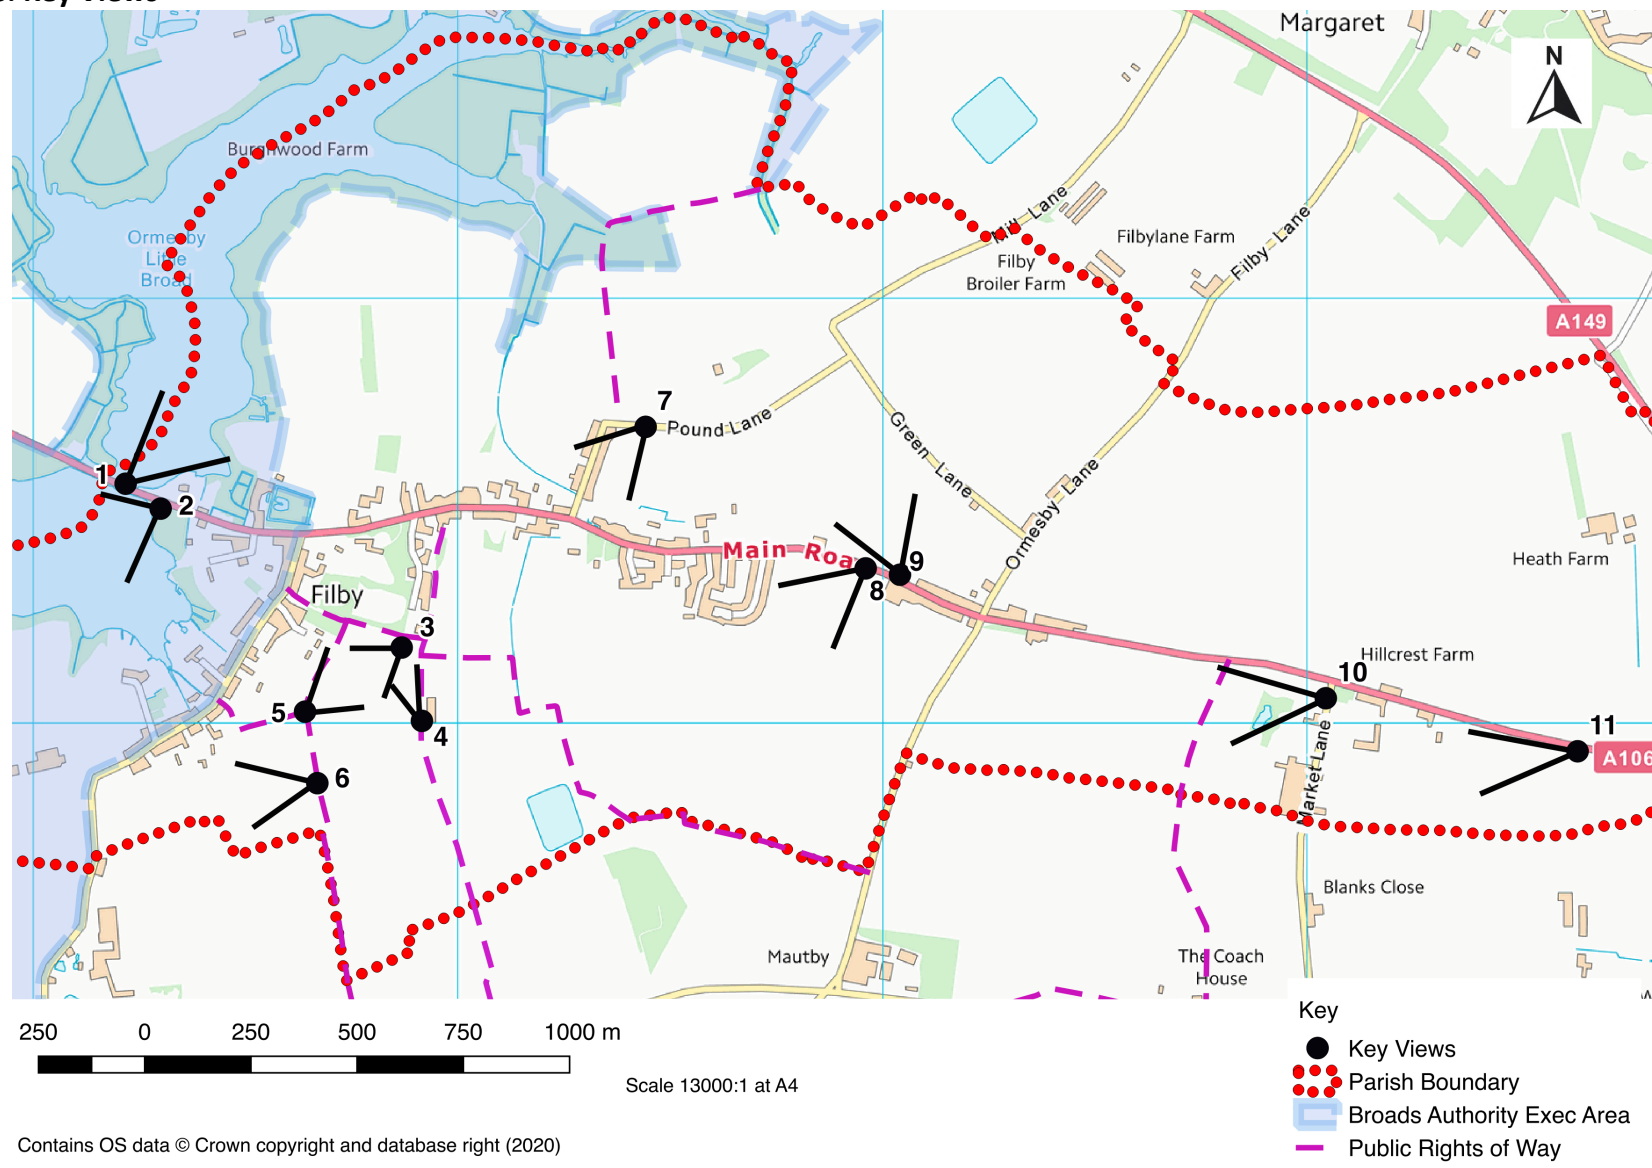 Key Views
Margaret
N
Burghwood Farm
Mill Lane
Filbylane Farm
Filby Lane
Ormesby
Little
Broad
Filby
Broiler Farm
A149
7
Pound Lane
Green Lane
1
2
Ormesby Lane
Main Roa
9
8
Heath Farm
Filby
3
Hillcrest Farm
10
5
4
11
A106
6
Market Lane
Blanks Close
Mautby
The Coach
House
250 0 250 500 750 1000 m
Scale 13000:1 at A4
Key
Key Views
Parish Boundary
Broads Authority Exec Area
Public Rights of Way
Contains OS data © Crown copyright and database right (2020)